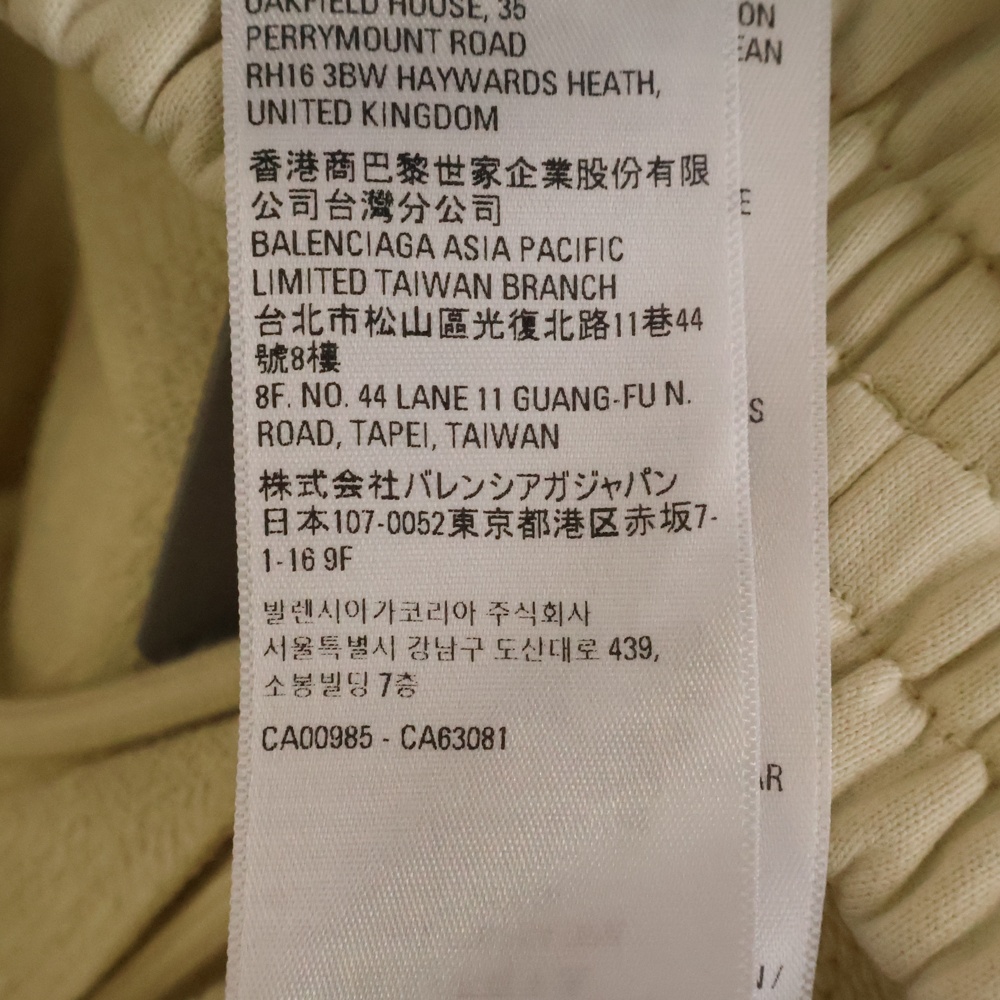 OAKFIELD HOUSE, 35
PERRYMOUNT ROAD
RH16 3BW HAYWARDS HEATH,
UNITED KINGDOM
香港商巴黎世家企業股份有限
公司台灣分公司
BALENCIAGA ASIA PACIFIC
LIMITED TAIWAN BRANCH
台北市松山區光復北路11巷44
號8樓
8F. NO. 44 LANE 11 GUANG-FU N.
ROAD, TAPEI, TAIWAN
株式会社バレンシアガジャパン
日本107-0052東京都港区赤坂7-
1-16 9F
발렌시아가코리아 주식회사
서울특별시 강남구 도산대로 439,
소봉빌딩 7층
CA00985 - CA63081